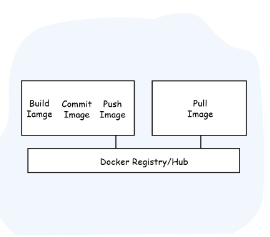 Build Commit Push
Iamge Image Image
Pull
Image
Docker Registry/Hub